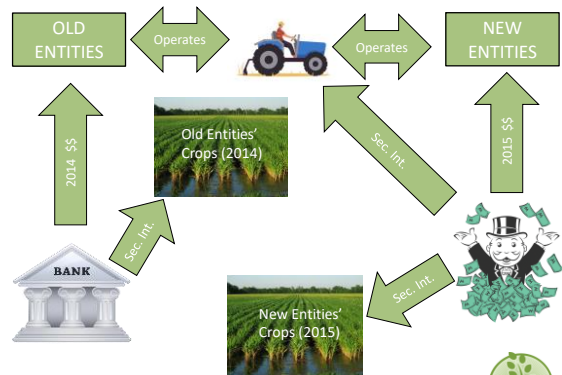 OLD
ENTITIES
Operates
Operates
NEW
ENTITIES
2014 $$
Old Entities'
Crops (2014)
Sec. Int.
2015 $$
Sec. Int.
BANK
New Entities'
Crops (2015)
Sec. Int.